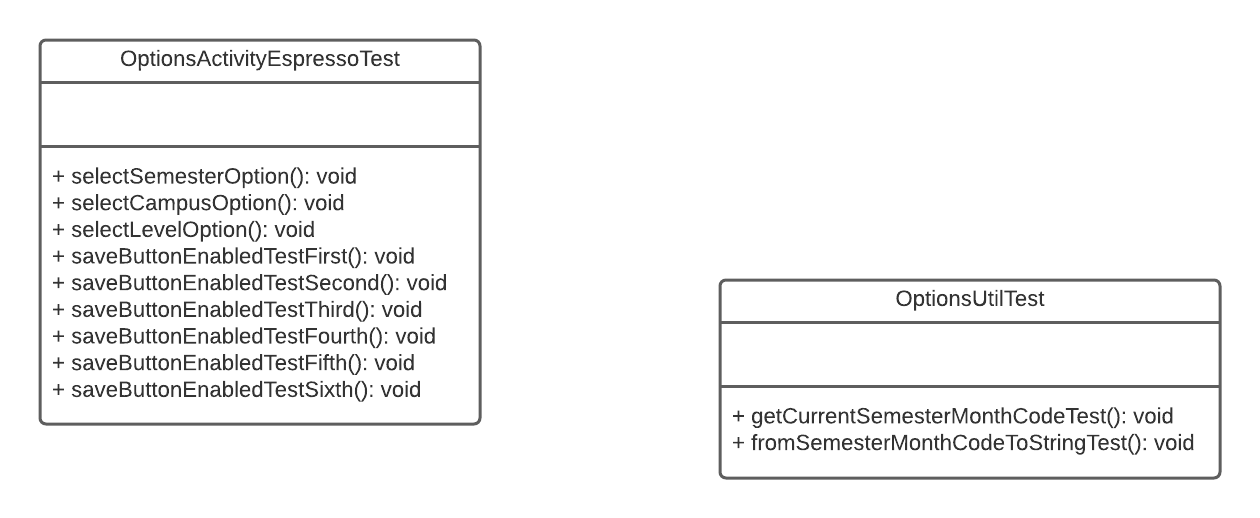 OptionsActivityEspressoTest
+ selectSemesterOption(): void
+ selectCampusOption(): void
+ selectLevelOption(): void
+ saveButtonEnabledTestFirst(): void
+ saveButtonEnabledTestSecond(): void
+ saveButtonEnabledTestThird(): void
+ saveButtonEnabledTestFourth(): void
+ saveButtonEnabledTestFifth(): void
+ saveButtonEnabledTestSixth(): void
OptionsUtilTest
+ getCurrentSemesterMonthCodeTest(): void
+ fromSemesterMonthCodeToStringTest(): void